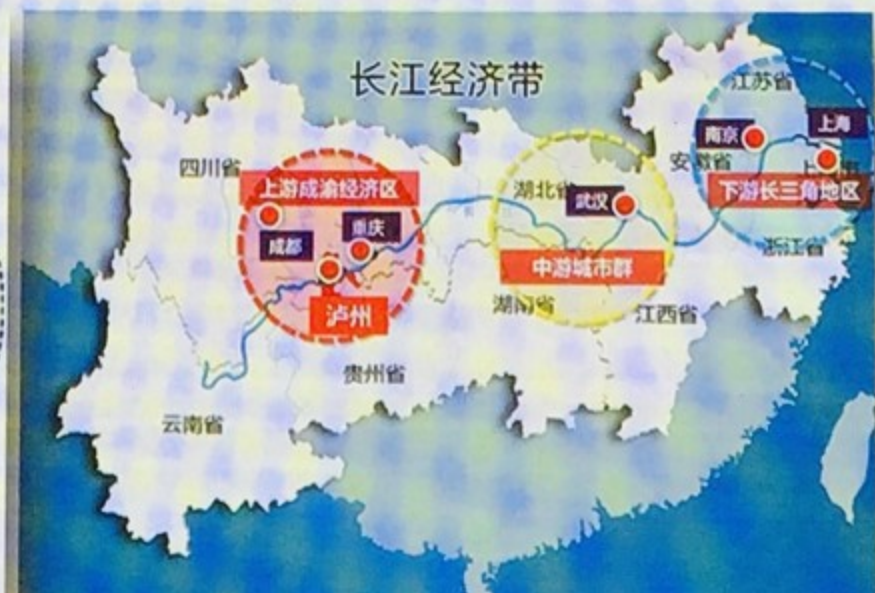 长江经济带
江苏省
南京
上海
安徽省
四川省
上游成渝经济区
湖北省
武汉
下游长三角地区
成都
重庆
浙江省
中游城市群
泸州
湖南省
江西省
贵州省
云南省